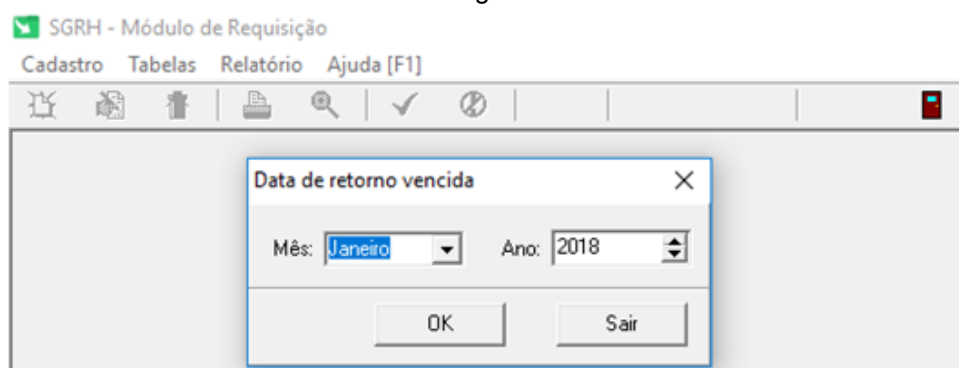 SGRH - Módulo de Requisição
Cadastro Tabelas Relatório Ajuda [F1]
Data de retorno vencida
Mês: Janeiro Ano: 2018
OK Sair